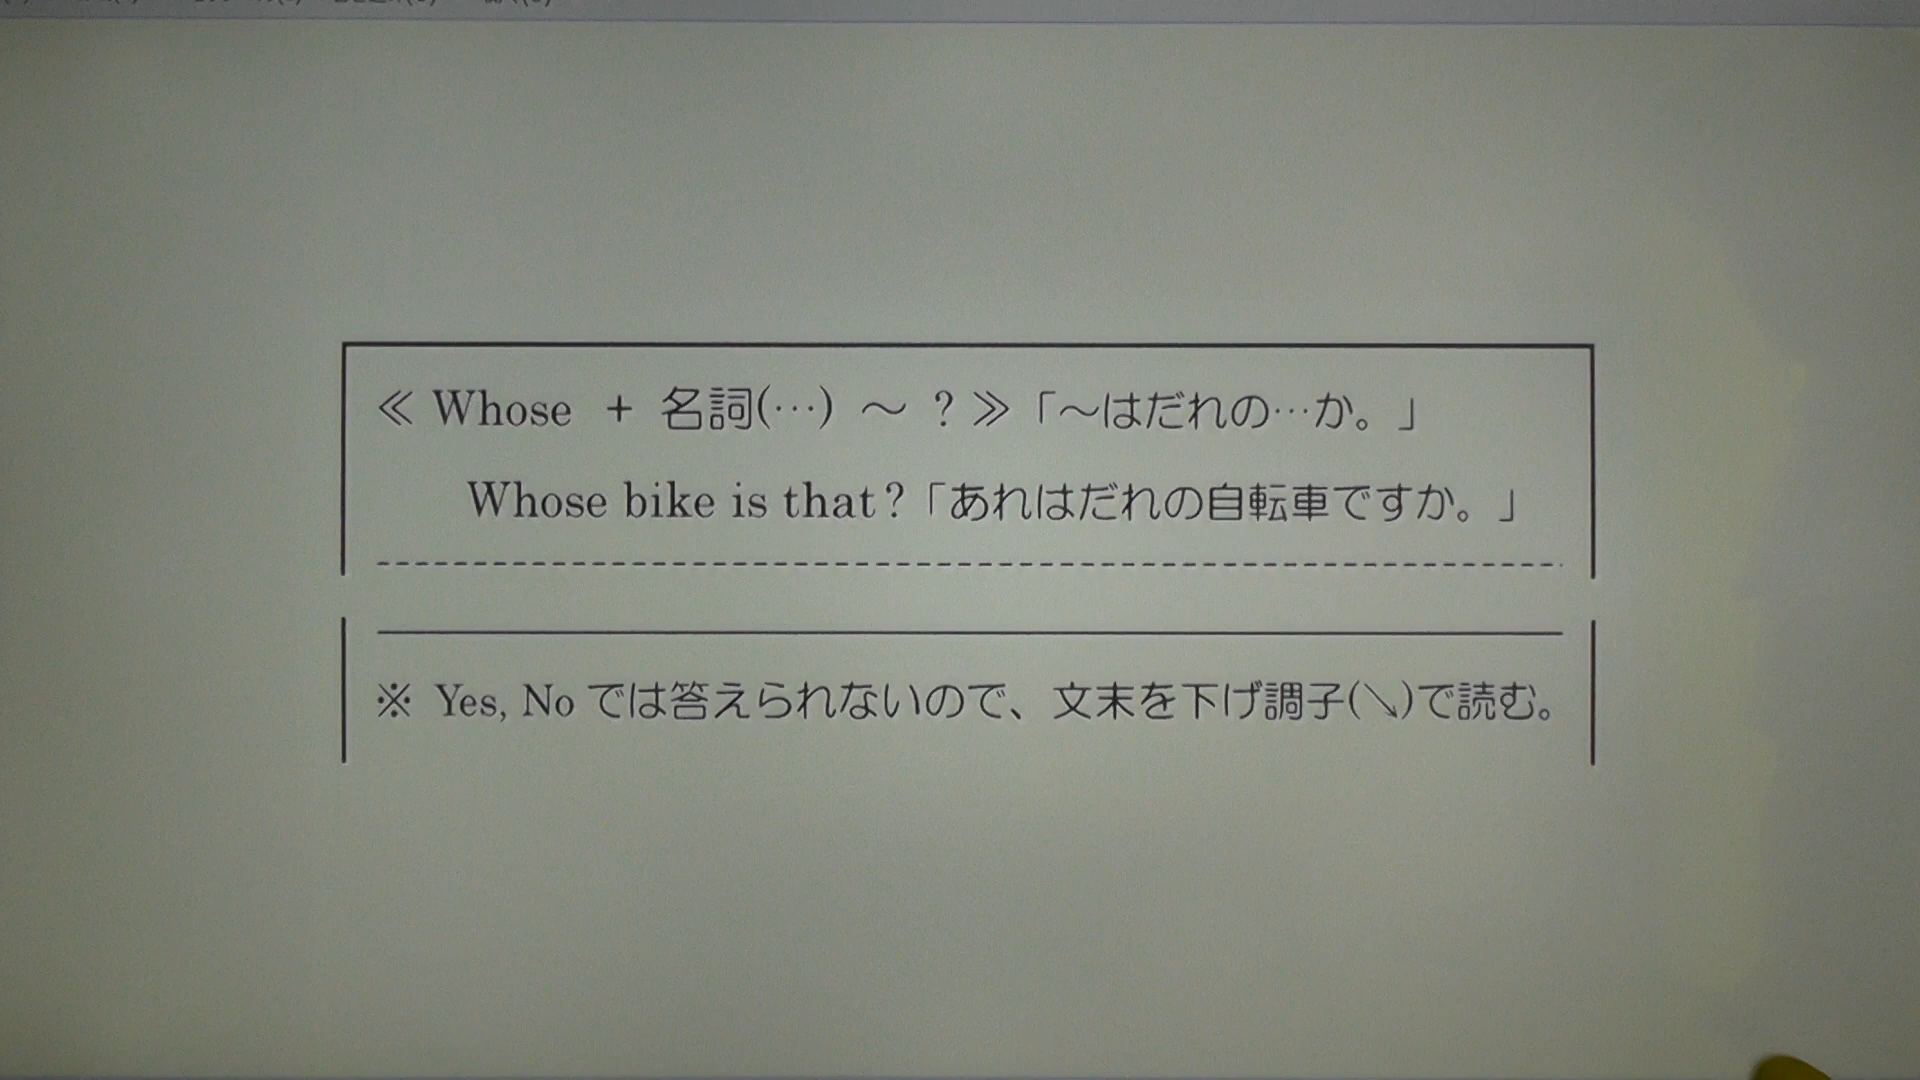 ≪ Whose + 名詞(…) ～ ? ≫「～はだれの…か。」
Whose bike is that?「あれはだれの自転車ですか。」
※ Yes, No では答えられないので、文末を下げ調子(↘)で読む。